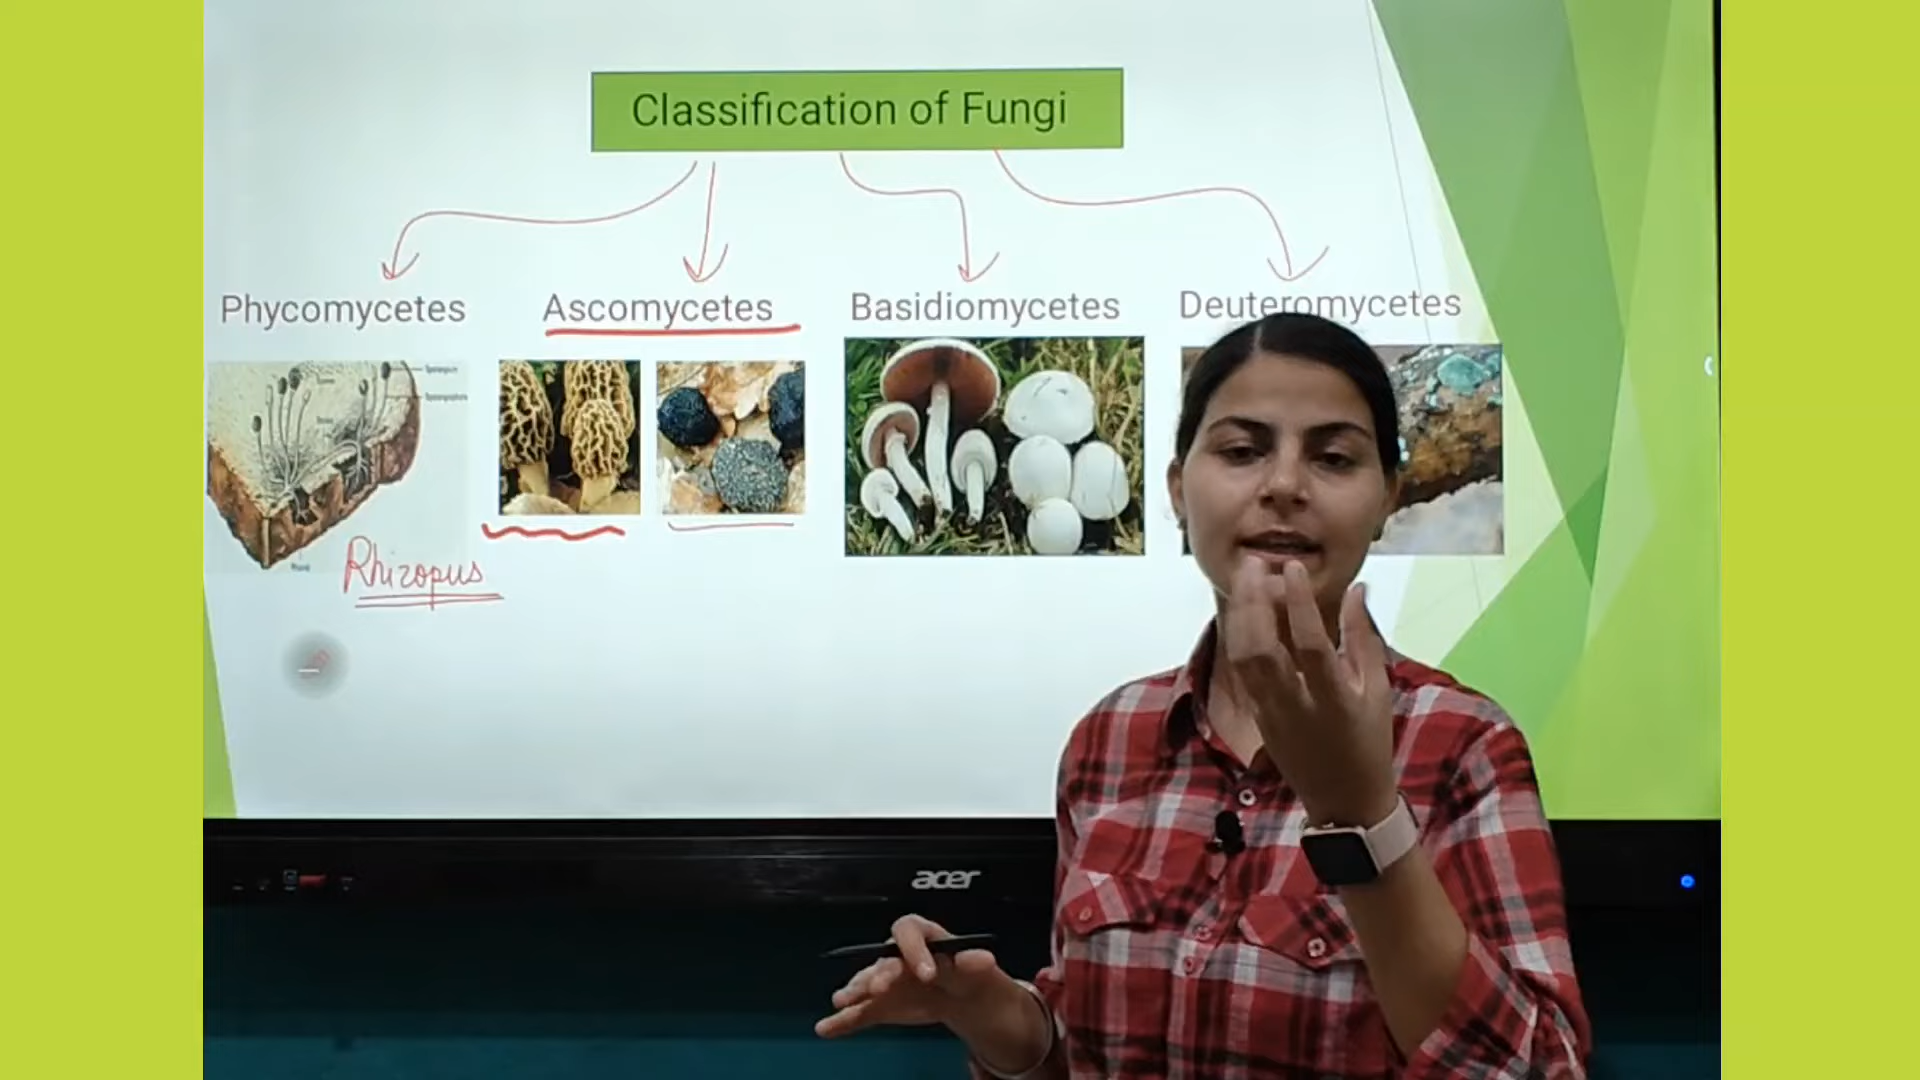 Classification of Fungi
Phycomycetes
Ascomycetes
Basidiomycetes
Deuteromycetes
Rhizopus
acer